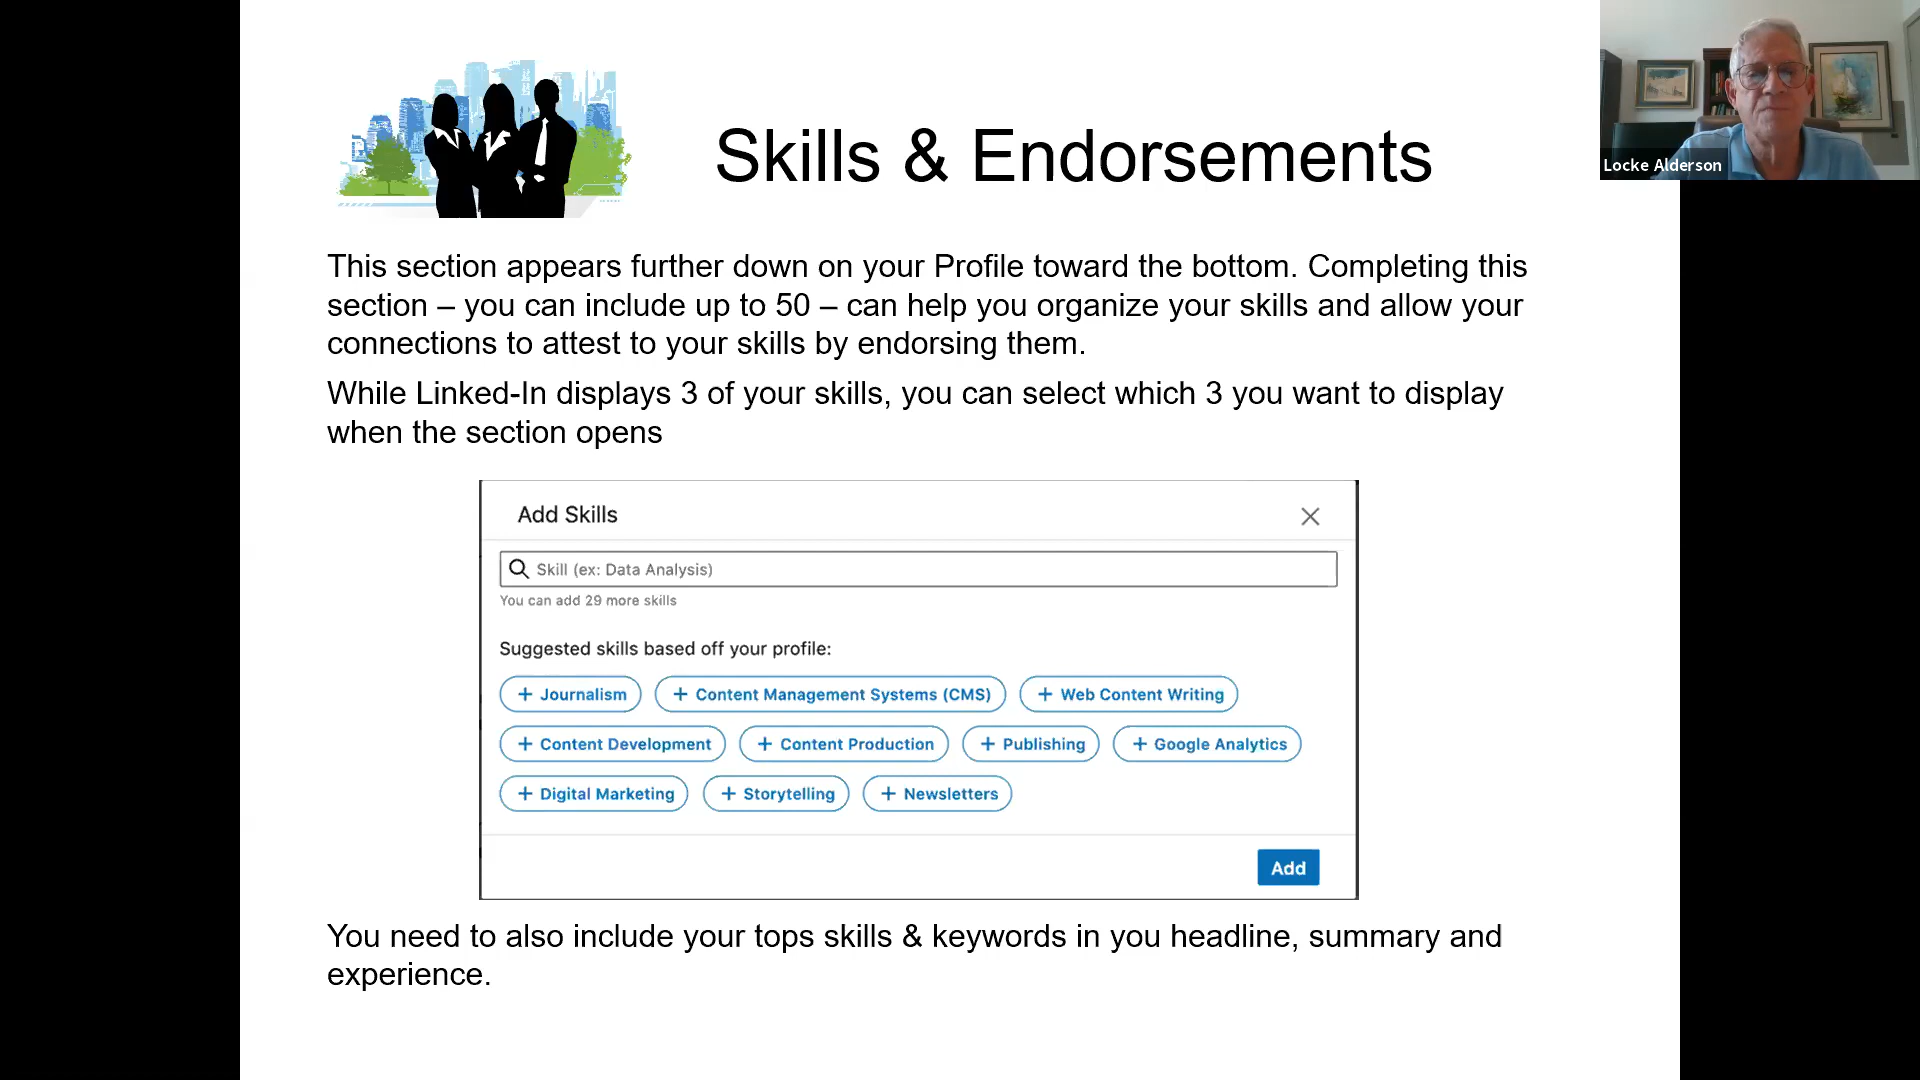 Skills & Endorsements
Locke Alderson
This section appears further down on your Profile toward the bottom. Completing this
section – you can include up to 50 – can help you organize your skills and allow your
connections to attest to your skills by endorsing them.
While Linked-In displays 3 of your skills, you can select which 3 you want to display
when the section opens
Add Skills
Skill (ex: Data Analysis)
You can add 29 more skills
Suggested skills based off your profile:
+ Journalism + Content Management Systems (CMS) + Web Content Writing
+ Content Development + Content Production + Publishing + Google Analytics
+ Digital Marketing + Storytelling + Newsletters
Add
You need to also include your tops skills & keywords in you headline, summary and
experience.